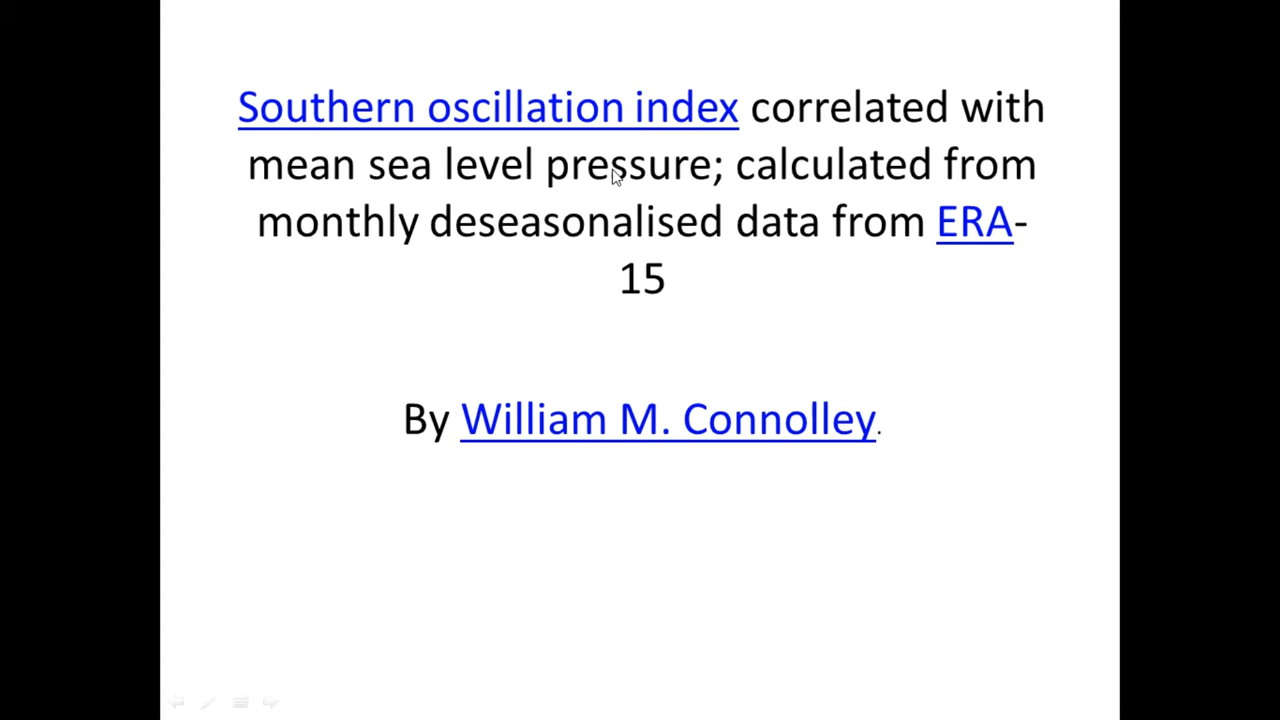 Southern oscillation index correlated with
mean sea level pressure; calculated from
monthly deseasonalised data from ERA-
15
By William M. Connolley.